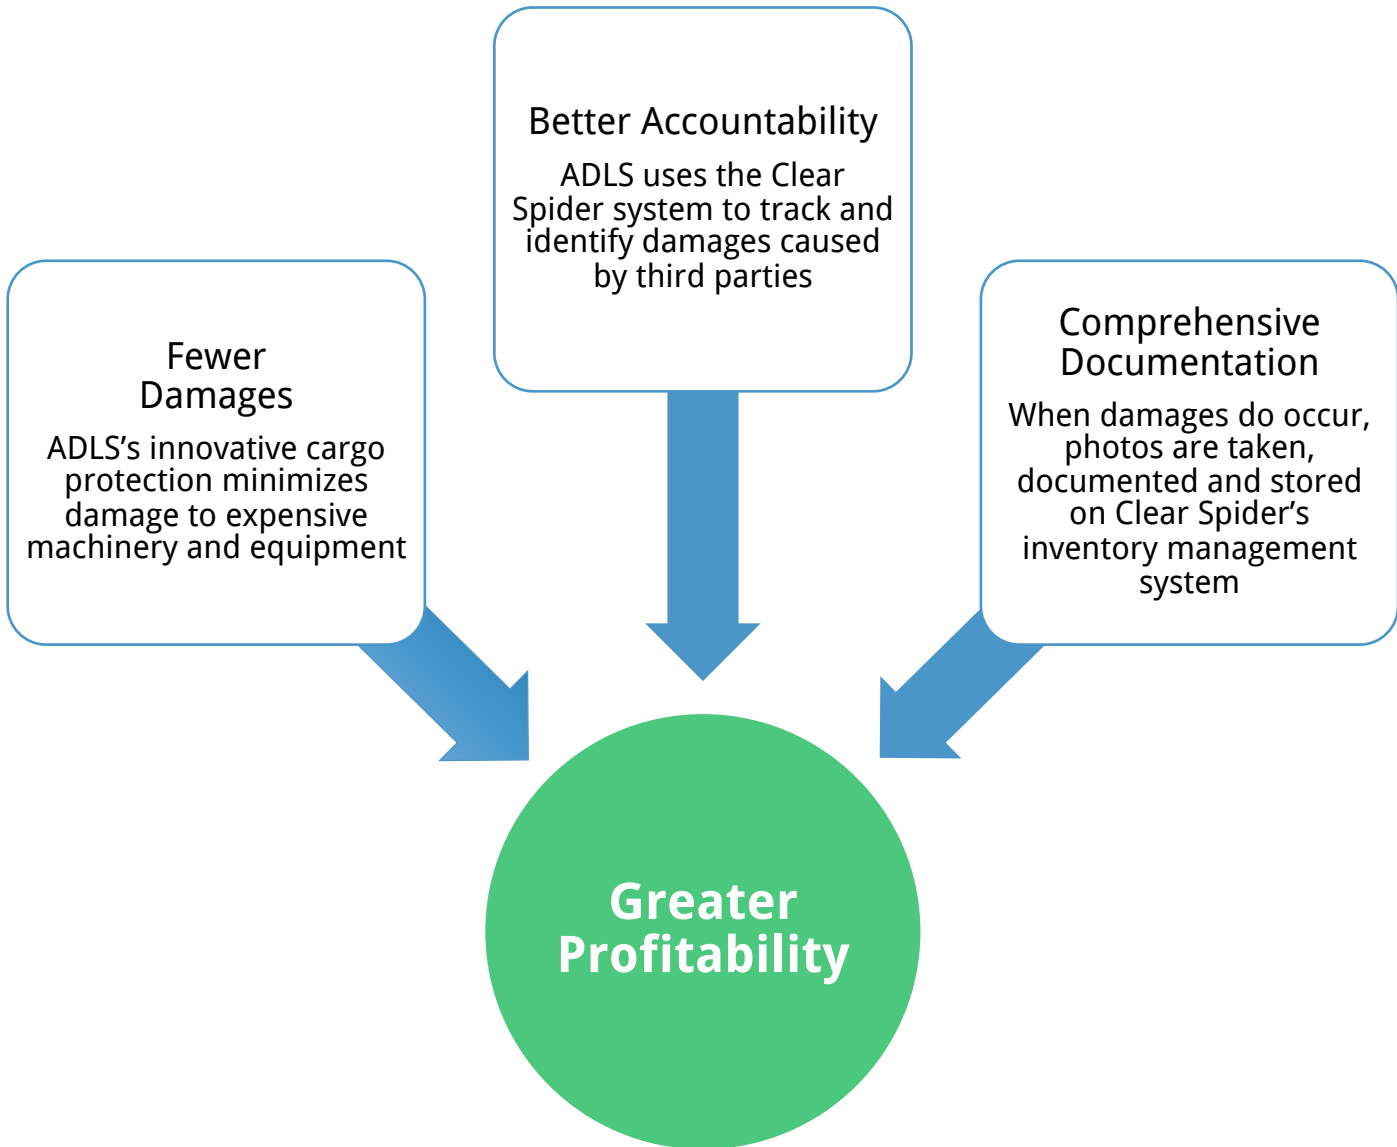 Better Accountability
ADLS uses the Clear
Spider system to track and
identify damages caused
by third parties
Fewer
Damages
ADLS’s innovative cargo
protection minimizes
damage to expensive
machinery and equipment
Comprehensive
Documentation
When damages do occur,
photos are taken,
documented and stored
on Clear Spider’s
inventory management
system
Greater
Profitability